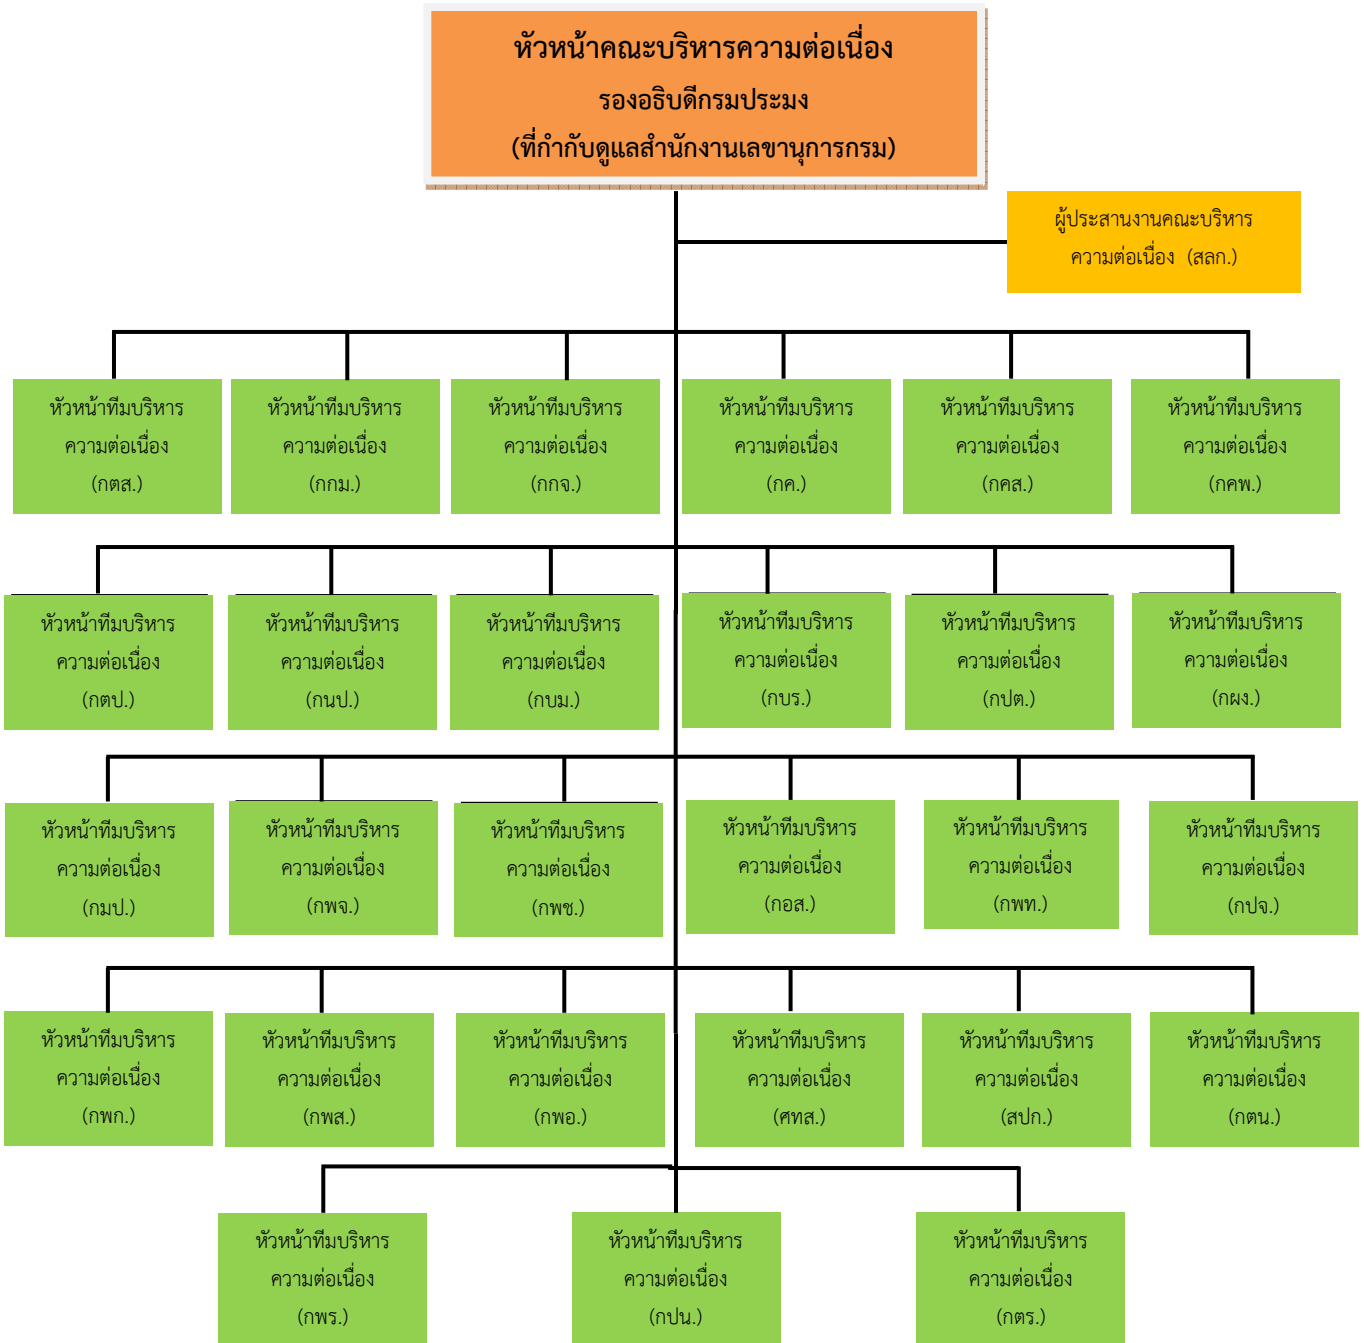 หัวหน้าคณะบริหารความต่อเนื่อง
รองอธิบดีกรมประมง
(ที่กำกับดูแลสำนักงานเลขานุการกรม)
ผู้ประสานงานคณะบริหาร
ความต่อเนื่อง (สลก.)
หัวหน้าทีมบริหาร
ความต่อเนื่อง
(กตส.)
หัวหน้าทีมบริหาร
ความต่อเนื่อง
(กกม.)
หัวหน้าทีมบริหาร
ความต่อเนื่อง
(กกจ.)
หัวหน้าทีมบริหาร
ความต่อเนื่อง
(กค.)
หัวหน้าทีมบริหาร
ความต่อเนื่อง
(กคส.)
หัวหน้าทีมบริหาร
ความต่อเนื่อง
(กคพ.)
หัวหน้าทีมบริหาร
ความต่อเนื่อง
(กตป.)
หัวหน้าทีมบริหาร
ความต่อเนื่อง
(กนป.)
หัวหน้าทีมบริหาร
ความต่อเนื่อง
(กบม.)
หัวหน้าทีมบริหาร
ความต่อเนื่อง
(กบร.)
หัวหน้าทีมบริหาร
ความต่อเนื่อง
(กปต.)
หัวหน้าทีมบริหาร
ความต่อเนื่อง
(กผง.)
หัวหน้าทีมบริหาร
ความต่อเนื่อง
(กมป.)
หัวหน้าทีมบริหาร
ความต่อเนื่อง
(กพจ.)
หัวหน้าทีมบริหาร
ความต่อเนื่อง
(กพช.)
หัวหน้าทีมบริหาร
ความต่อเนื่อง
(กอส.)
หัวหน้าทีมบริหาร
ความต่อเนื่อง
(กพท.)
หัวหน้าทีมบริหาร
ความต่อเนื่อง
(กปจ.)
หัวหน้าทีมบริหาร
ความต่อเนื่อง
(กพก.)
หัวหน้าทีมบริหาร
ความต่อเนื่อง
(กพส.)
หัวหน้าทีมบริหาร
ความต่อเนื่อง
(กพอ.)
หัวหน้าทีมบริหาร
ความต่อเนื่อง
(ศทส.)
หัวหน้าทีมบริหาร
ความต่อเนื่อง
(สปก.)
หัวหน้าทีมบริหาร
ความต่อเนื่อง
(กตน.)
หัวหน้าทีมบริหาร
ความต่อเนื่อง
(กพร.)
หัวหน้าทีมบริหาร
ความต่อเนื่อง
(กปน.)
หัวหน้าทีมบริหาร
ความต่อเนื่อง
(กตร.)